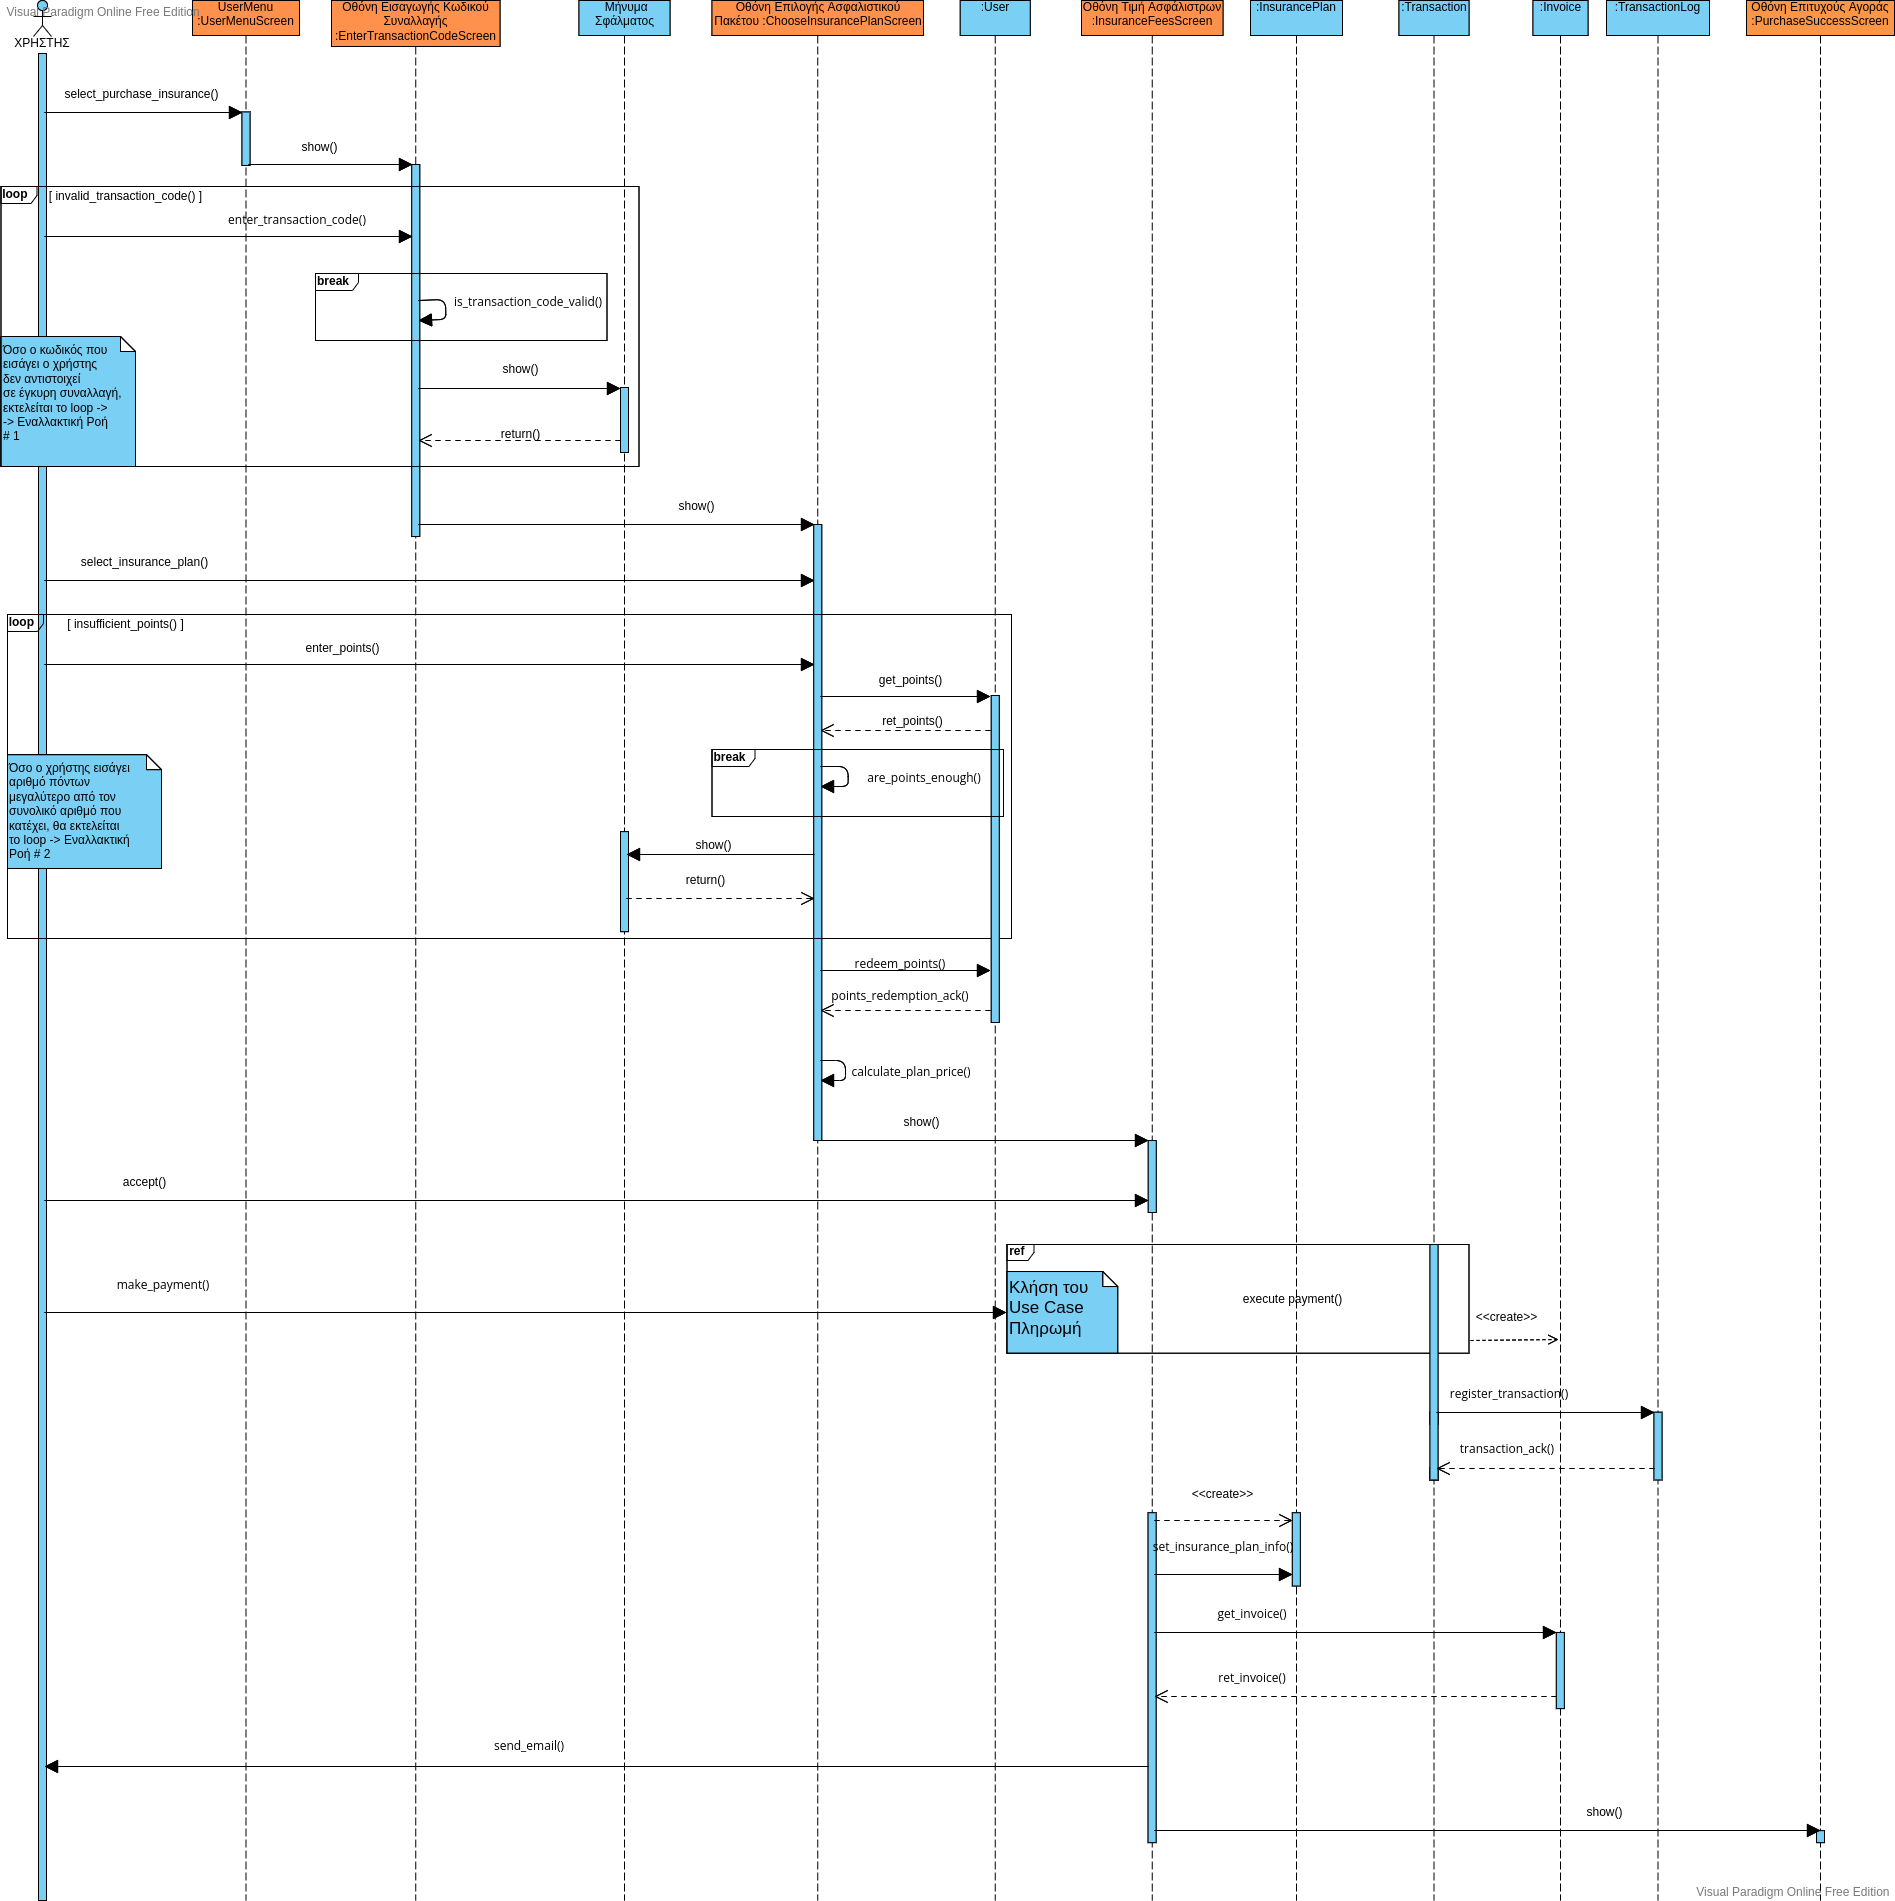 Visual Paradigm Online Free Edition
ΧΡΗΣΤΗΣ
UserMenu
:UserMenuScreen
Οθόνη Εισαγωγής Κωδικού
Συναλλαγής
:EnterTransactionCodeScreen
Μήνυμα
Σφάλματος
Οθόνη Επιλογής Ασφαλιστικού
Πακέτου :ChooseInsurancePlanScreen
:User
Οθόνη Τιμή Ασφάλιστρων
:InsuranceFeesScreen
:InsurancePlan
:Transaction
:Invoice
:TransactionLog
Οθόνη Επιτυχούς Αγοράς
:PurchaseSuccessScreen
select_purchase_insurance()
show()
loop
[ invalid_transaction_code() ]
enter_transaction_code()
break
is_transaction_code_valid()
Όσο ο κωδικός που
εισάγει ο χρήστης
δεν αντιστοιχεί
σε έγκυρη συναλλαγή,
εκτελείται το loop ->
-> Εναλλακτική Ροή
# 1
show()
return()
show()
select_insurance_plan()
loop
[ insufficient_points() ]
enter_points()
get_points()
ret_points()
break
are_points_enough()
Όσο ο χρήστης εισάγει
αριθμό πόντων
μεγαλύτερο από τον
συνολικό αριθμό που
κατέχει, θα εκτελείται
το loop -> Εναλλακτική
Ροή # 2
show()
return()
redeem_points()
points_redemption_ack()
calculate_plan_price()
show()
accept()
ref
make_payment()
Κλήση του
Use Case
Πληρωμή
execute payment()
<<create>>
register_transaction()
transaction_ack()
<<create>>
set_insurance_plan_info()
get_invoice()
ret_invoice()
send_email()
show()
Visual Paradigm Online Free Edition